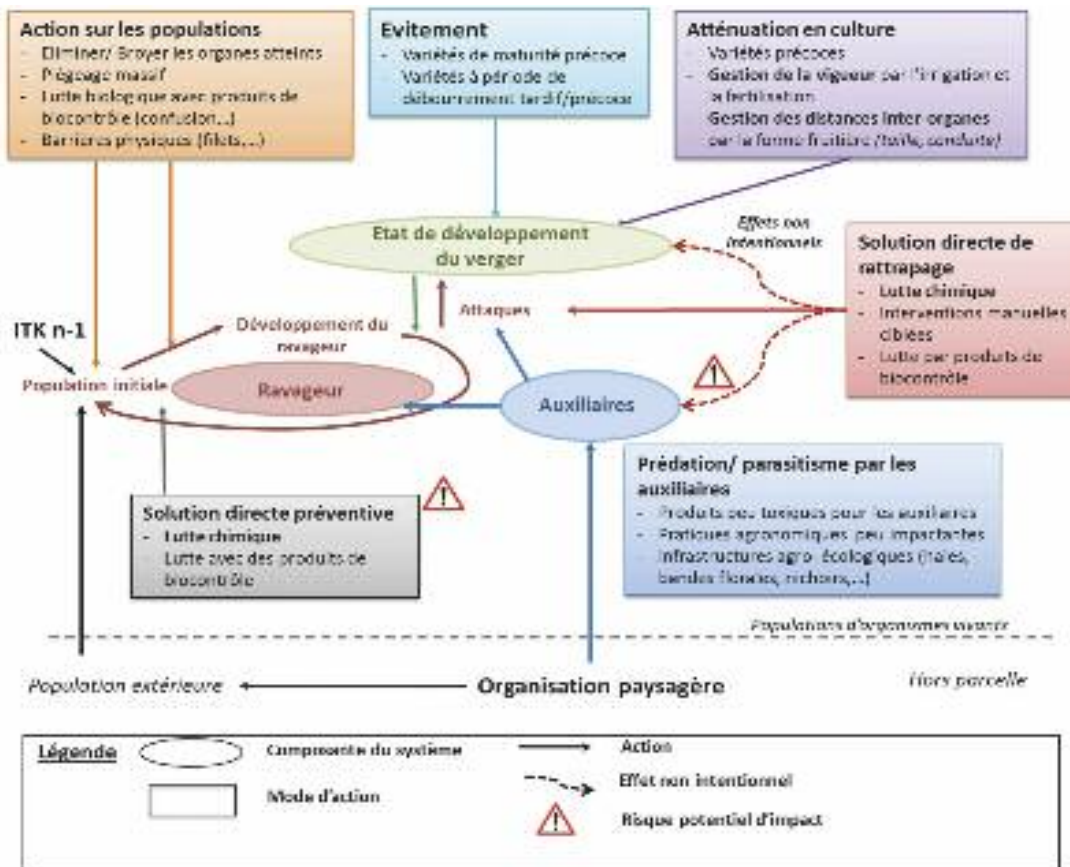 Action sur les populations
- Eliminer/ Broyer les organes atteints
- Piégeage massif
- Lutte biologique avec produits de
biocontrôle (confusion,..)
- Barrières physiques (filets,...)
Evitement
- Variétés de maturité précoce
- Variétés à période de
débourrement tardif/précoce
Atténuation en culture
- Variétés précoces
- Gestion de la vigueur par l'irrigation et
la fertilisation
Gestion des distances inter-organes
par la forme fruitière (taille, conduite)
Effets non
intentionnels
Etat de développement
du verger
Solution directe de
rattrapage
- Lutte chimique
- Interventions manuelles
ciblées
- Lutte par produits de
biocontrôle
ITK n-1
Développement du
ravageur
Attaques
Population initiale
Ravageur
Auxiliaires
Solution directe préventive
- Lutte chimique
- Lutte avec des produits de
biocontrôle
Prédation/ parasitisme par les
auxiliaires
- Produits peu toxiques pour les auxiliaires
- Pratiques agronomiques peu impactantes
- Infrastructures agro-écologiques (haies,
bandes florales, nichoirs,...)
Populations d'organismes vivants
Population extérieure
Organisation paysagère
Hors parcelle
Légende
Composante du système
Action
Mode d'action
Effet non intentionnel
Risque potentiel d'impact